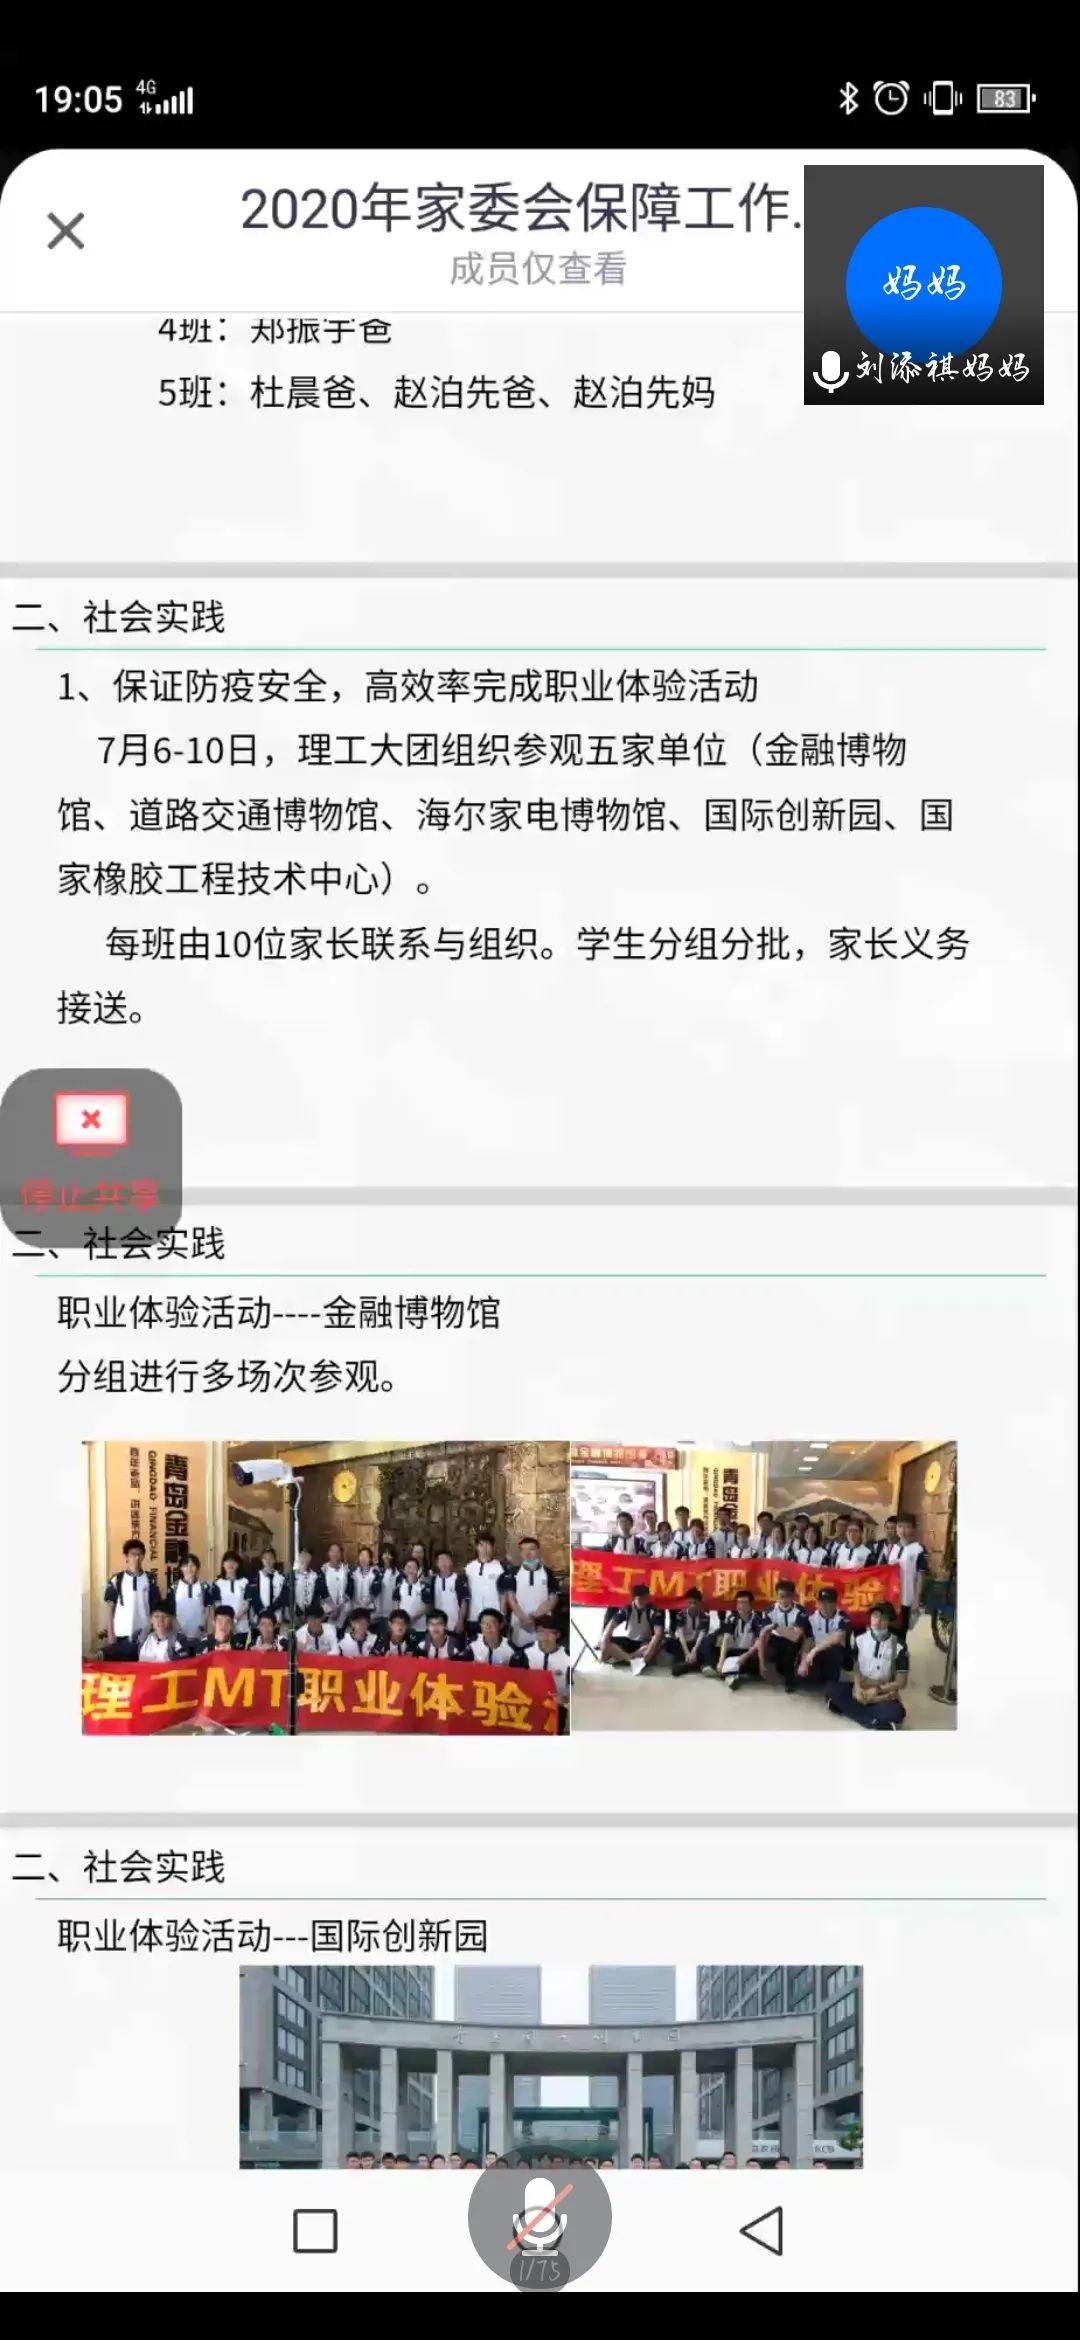 19:05
4G
83
2020年家委会保障工作.
成员仅查看
妈妈
刘添祺妈妈
4班：郑振宇爸
5班：杜晨爸、赵泊先爸、赵泊先妈
二、社会实践
1、保证防疫安全，高效率完成职业体验活动
7月6-10日，理工大团组织参观五家单位（金融博物
馆、道路交通博物馆、海尔家电博物馆、国际创新园、国
家橡胶工程技术中心）。
每班由10位家长联系与组织。学生分组分批，家长义务
接送。
停止共享
二、社会实践
职业体验活动----金融博物馆
分组进行多场次参观。
青岛金融博
QINGDAO FINANCIAL
理工MT职业体验
青岛金融
理工MT职业体验
二、社会实践
职业体验活动---国际创新园
1/75